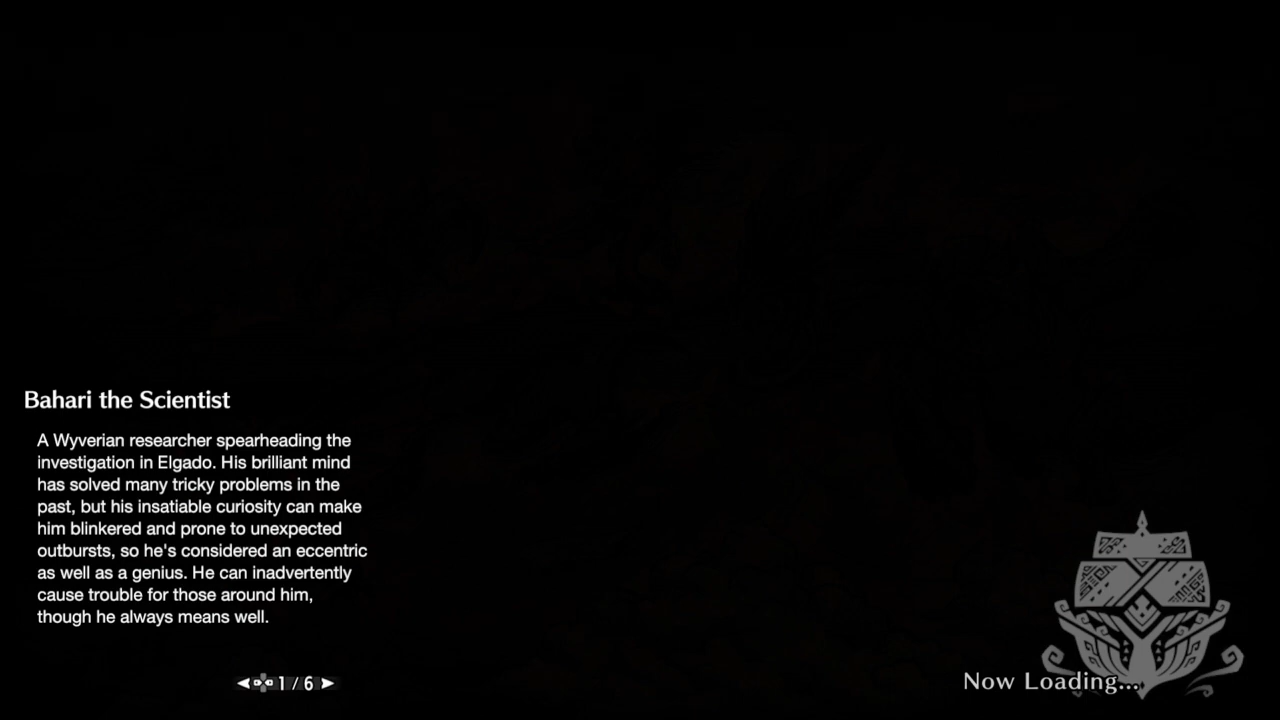 Bahari the Scientist
A Wyverian researcher spearheading the
investigation in Elgado. His brilliant mind
has solved many tricky problems in the
past, but his insatiable curiosity can make
him blinkered and prone to unexpected
outbursts, so he's considered an eccentric
as well as a genius. He can inadvertently
cause trouble for those around him,
though he always means well.
1 / 6
Now Loading...